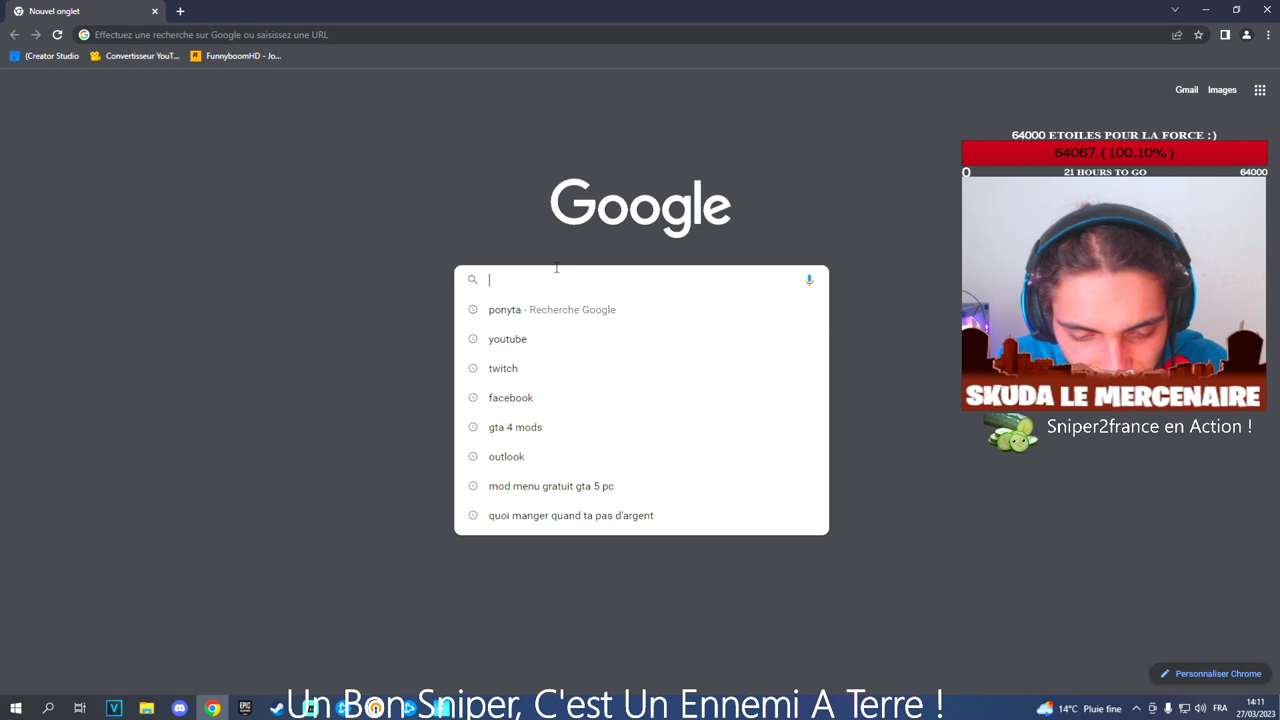 Nouvel onglet
Effectuez une recherche sur Google ou saisissez une URL
(Creator Studio
Convertisseur YouT...
FunnyboomHD - Jo...
Gmail
Images
64000 ETOILES POUR LA FORCE :)
64067 (100.10%)
0
21 HOURS TO GO
64000
Google
ponyta - Recherche Google
youtube
twitch
facebook
gta 4 mods
outlook
mod menu gratuit gta 5 pc
quoi manger quand ta pas d'argent
SKUDA LE MERCENAIRE
Sniper2france en Action !
Personnaliser Chrome
Un Bon Sniper, C'est Un Ennemi A Terre !
EPIC
14°C Pluie fine
FRA
14:11
27/03/2023